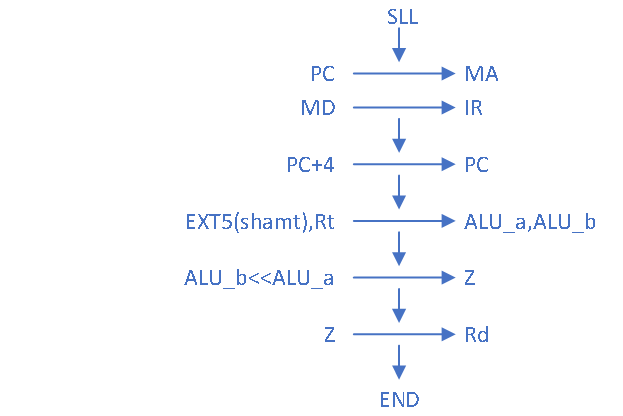 SLL
PC MA
MD IR
PC+4 PC
EXT5(shamt),Rt ALU_a,ALU_b
ALU_b<<ALU_a Z
Z Rd
END